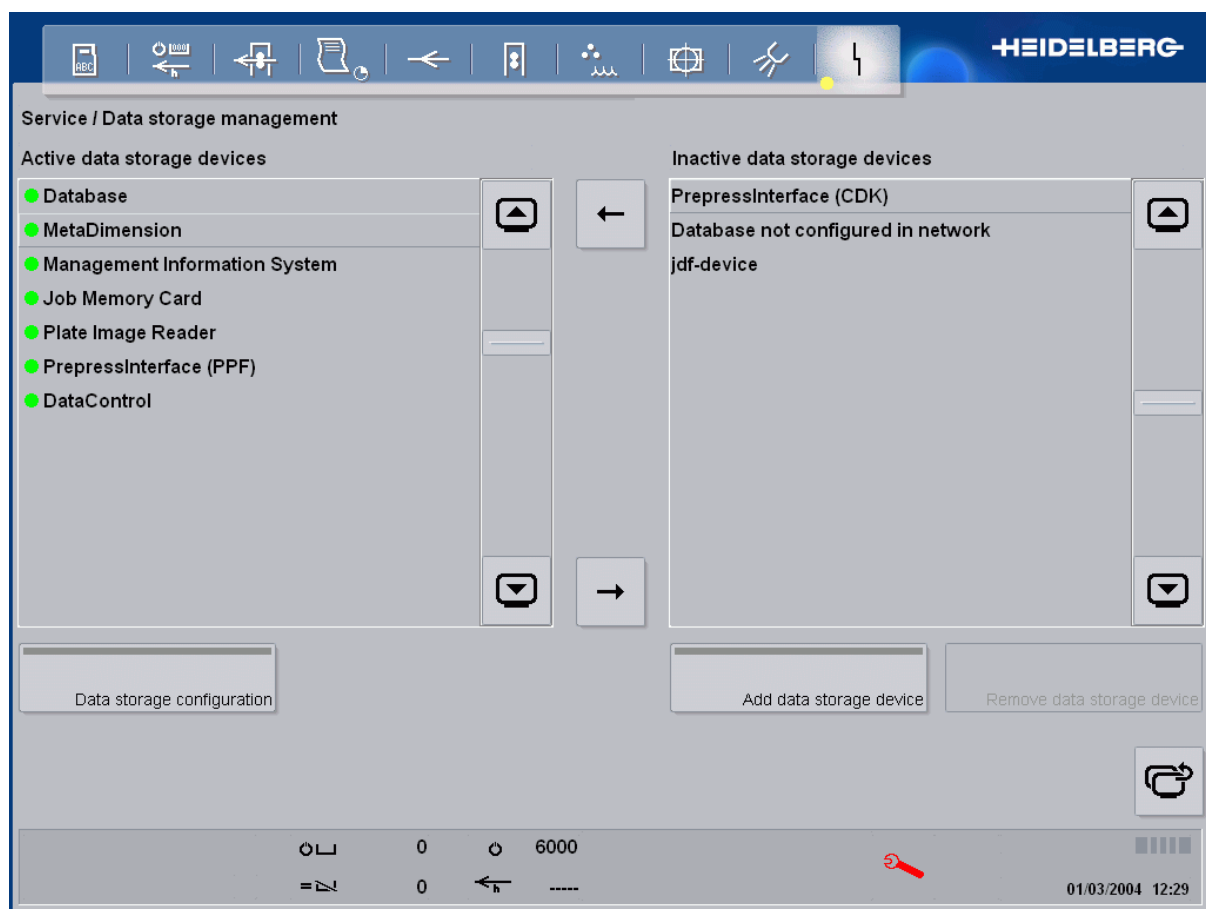 ABC
HEIDELBERG
Service / Data storage management
Active data storage devices
Inactive data storage devices
Database
MetaDimension
Management Information System
Job Memory Card
Plate Image Reader
PrepressInterface (PPF)
DataControl
PrepressInterface (CDK)
Database not configured in network
jdf-device
Data storage configuration
Add data storage device
Remove data storage device
0
6000
0
-----
01/03/2004 12:29